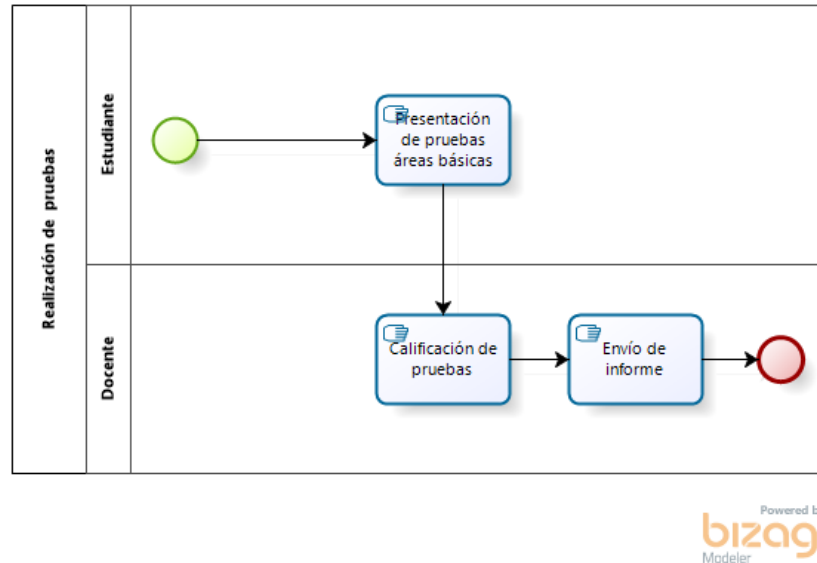 Realización de pruebas
Estudiante
Presentación
de pruebas
áreas básicas
Docente
Calificación de
pruebas
Envío de
informe
Powered b
bizag
Modeler